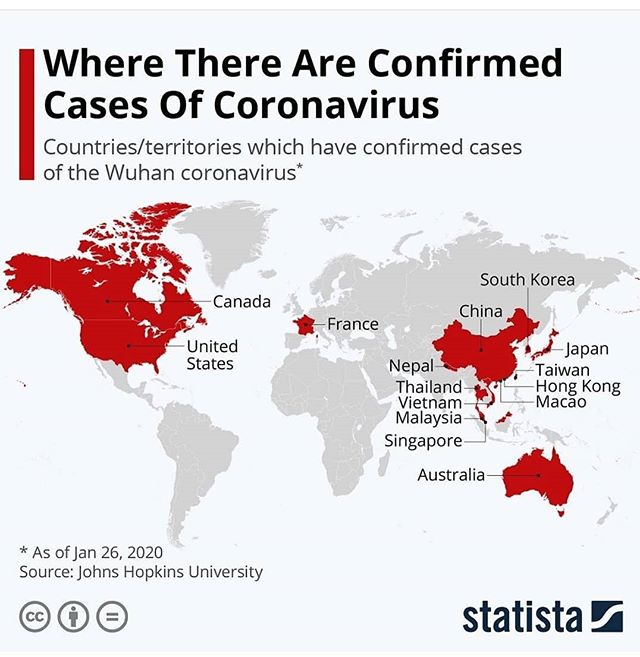 Where There Are Confirmed
Cases Of Coronavirus
Countries/territories which have confirmed cases
of the Wuhan coronavirus*
South Korea
Canada
China
France
Japan
United
States
Nepal
Taiwan
Thailand
Hong Kong
Vietnam
Macao
Malaysia
Singapore
Australia
* As of Jan 26, 2020
Source: Johns Hopkins University
cc
statista